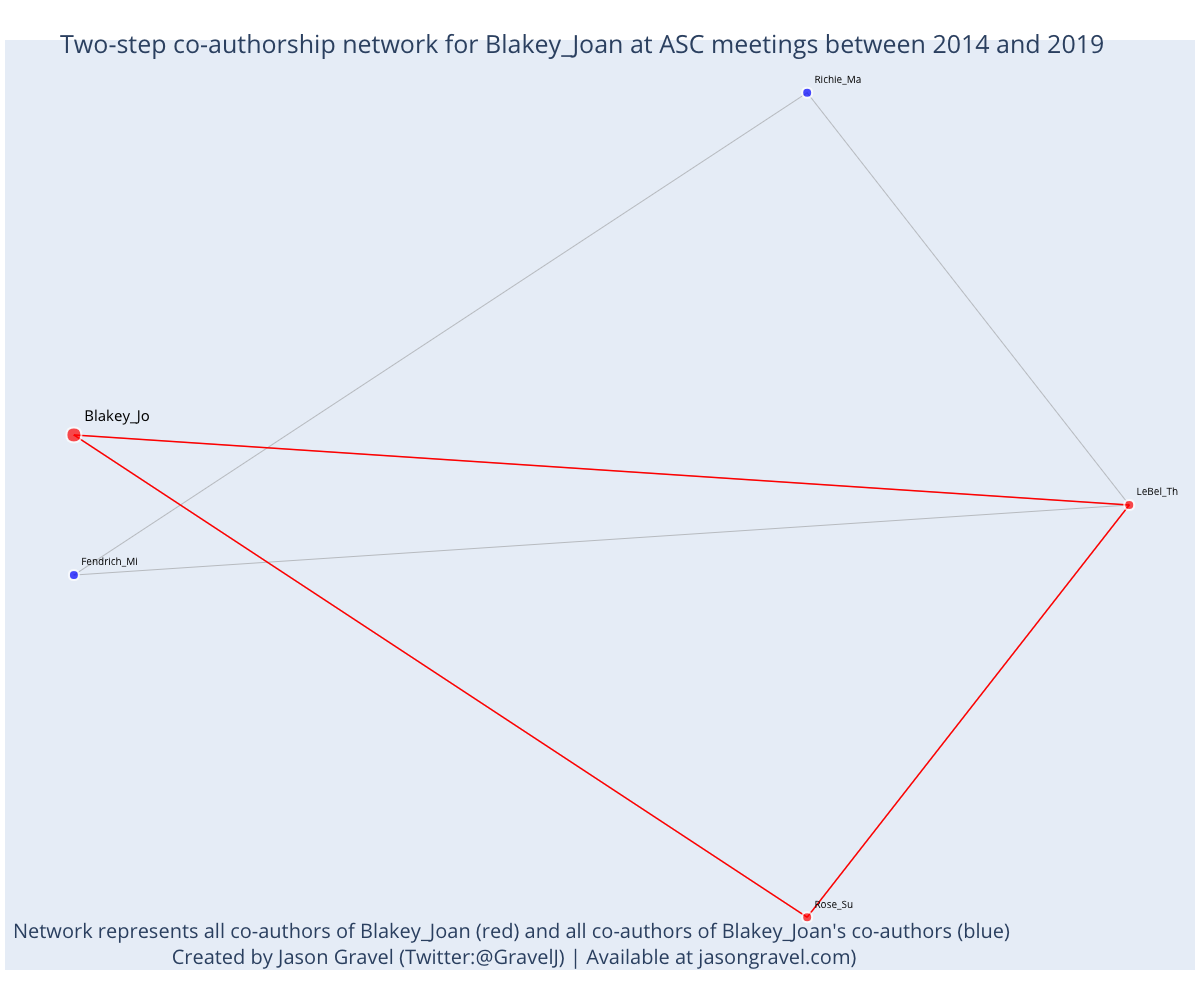 Two-step co-authorship network for Blakey_Joan at ASC meetings between 2014 and 2019
Richie_Ma
Blakey_Jo
LeBel_Th
Fendrich_Mi
Rose_Su
Network represents all co-authors of Blakey_Joan (red) and all co-authors of Blakey_Joan's co-authors (blue)
Created by Jason Gravel (Twitter:@GravelJ) | Available at jasongravel.com)